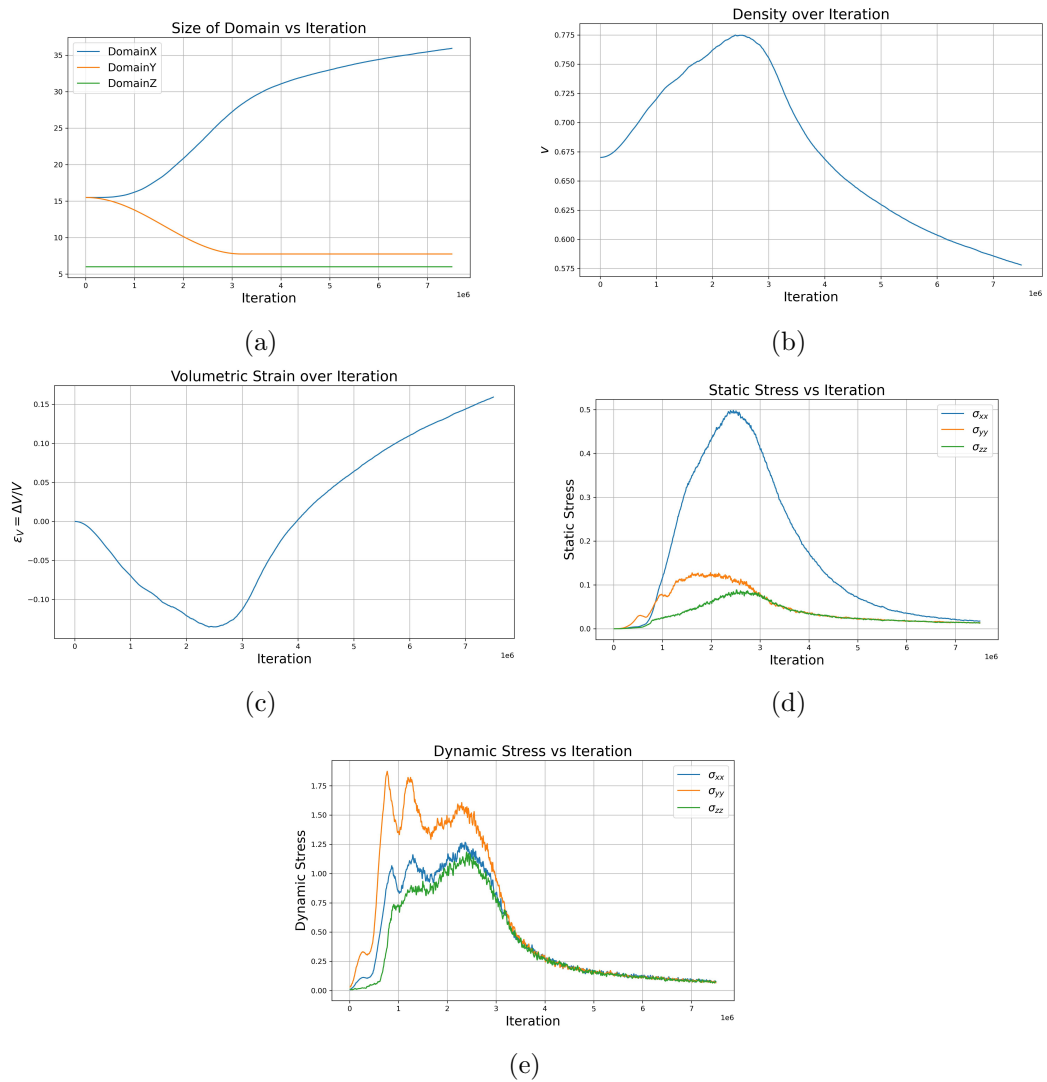 Size of Domain vs Iteration
DomainX
DomainY
DomainZ
35
30
25
20
15
10
5
0 1 2 3 4 5 6 7
1e6
Iteration
(a)
Density over Iteration
0.775
0.750
0.725
0.700
0.675
0.650
0.625
0.600
0.575
v
0 1 2 3 4 5 6 7
1e6
Iteration
(b)
Volumetric Strain over Iteration
0.15
0.10
0.05
0.00
−0.05
−0.10
εV = ΔV/V
0 1 2 3 4 5 6 7
1e6
Iteration
(c)
Static Stress vs Iteration
σxx
σyy
σzz
0.5
0.4
0.3
0.2
0.1
0.0
Static Stress
0 1 2 3 4 5 6 7
1e6
Iteration
(d)
Dynamic Stress vs Iteration
σxx
σyy
σzz
1.75
1.50
1.25
1.00
0.75
0.50
0.25
0.00
Dynamic Stress
0 1 2 3 4 5 6 7
1e6
Iteration
(e)